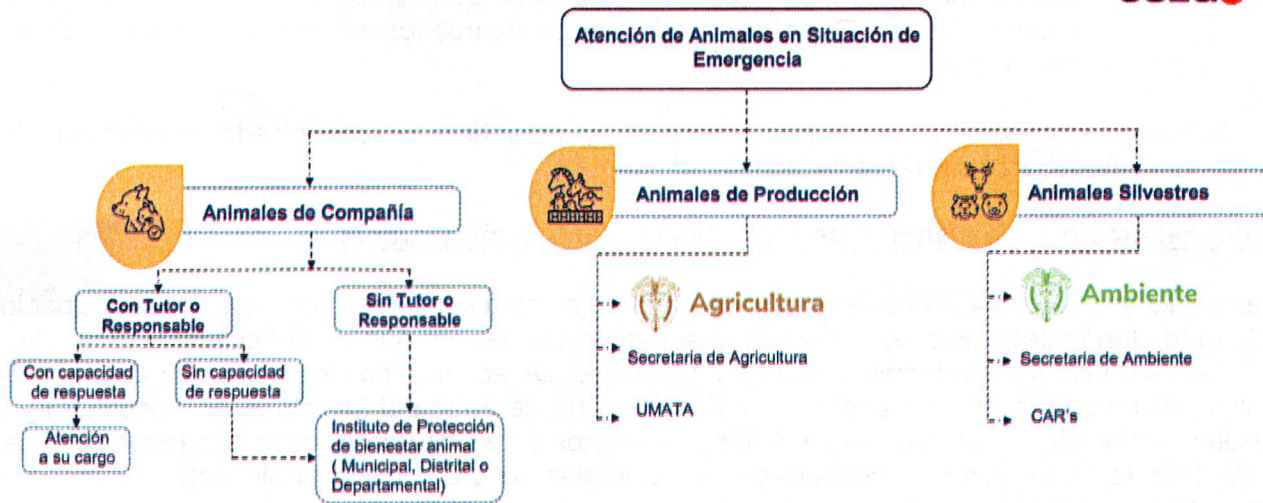 Atención de Animales en Situación de
Emergencia
Animales de Compañía
Animales de Producción
Animales Silvestres
Con Tutor o
Responsable
Sin Tutor o
Responsable
Agricultura
Ambiente
Con capacidad
de respuesta
Sin capacidad
de respuesta
Secretaria de Agricultura
Secretaria de Ambiente
Atención
a su cargo
Instituto de Protección
de bienestar animal
( Municipal, Distrital o
Departamental)
UMATA
CAR's